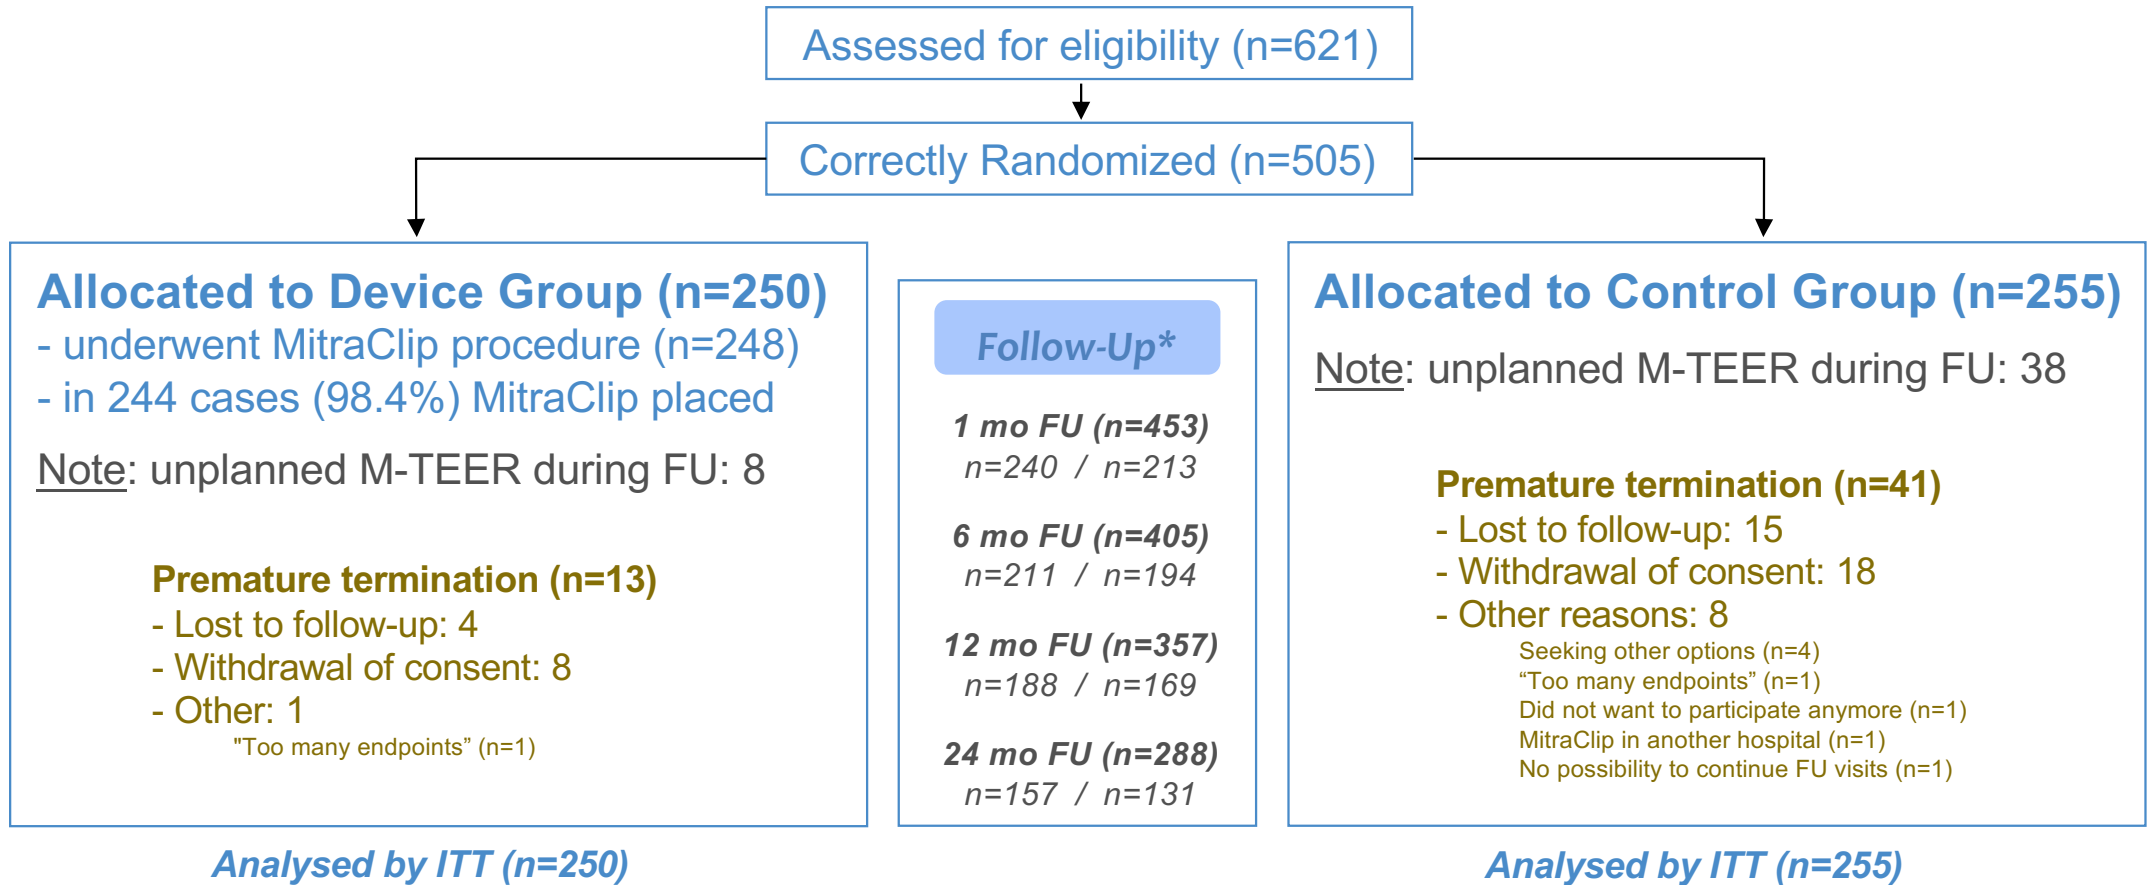 Assessed for eligibility (n=621)
Correctly Randomized (n=505)
Allocated to Device Group (n=250)
- underwent MitraClip procedure (n=248)
- in 244 cases (98.4%) MitraClip placed
Note: unplanned M-TEER during FU: 8
Premature termination (n=13)
- Lost to follow-up: 4
- Withdrawal of consent: 8
- Other: 1
"Too many endpoints” (n=1)
Analysed by ITT (n=250)
Follow-Up*
1 mo FU (n=453)
n=240 / n=213
6 mo FU (n=405)
n=211 / n=194
12 mo FU (n=357)
n=188 / n=169
24 mo FU (n=288)
n=157 / n=131
Allocated to Control Group (n=255)
Note: unplanned M-TEER during FU: 38
Premature termination (n=41)
- Lost to follow-up: 15
- Withdrawal of consent: 18
- Other reasons: 8
Seeking other options (n=4)
“Too many endpoints” (n=1)
Did not want to participate anymore (n=1)
MitraClip in another hospital (n=1)
No possibility to continue FU visits (n=1)
Analysed by ITT (n=255)